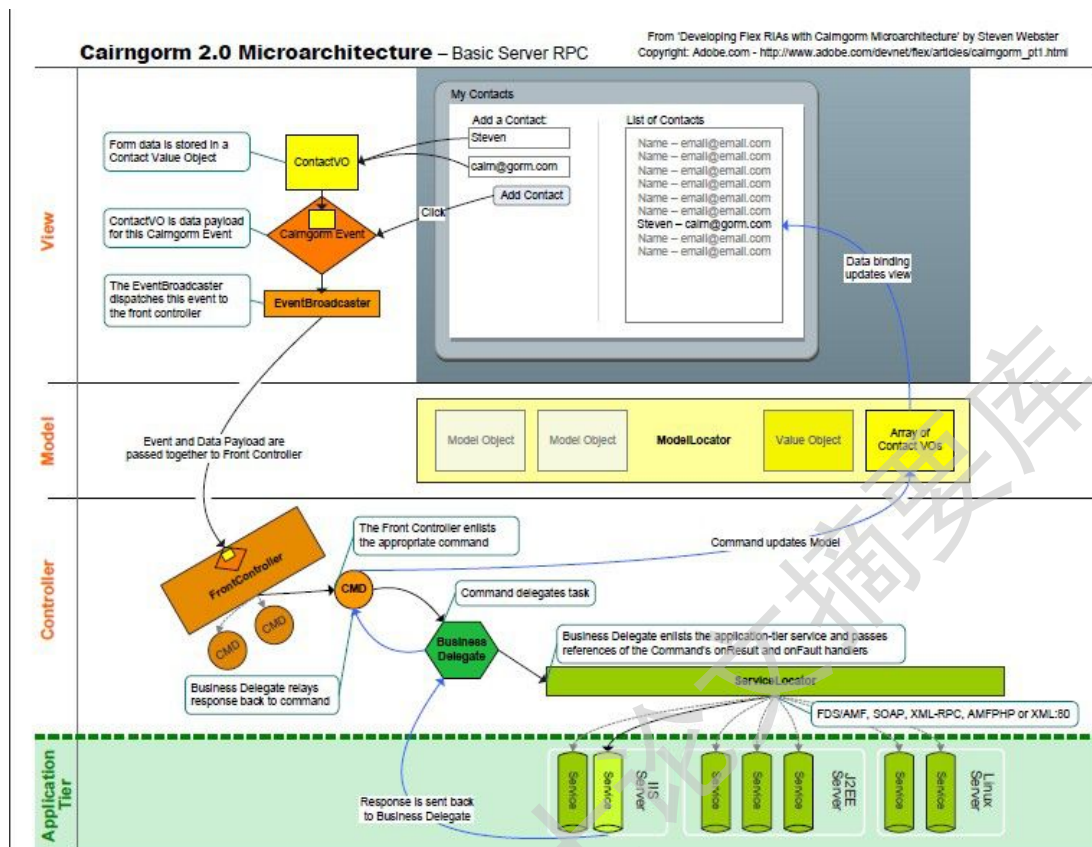 Cairngorm 2.0 Microarchitecture – Basic Server RPC
From 'Developing Flex RIAs with Cairngorm Microarchitecture' by Steven Webster
Copyright: Adobe.com - http://www.adobe.com/devnet/flex/articles/cairngorm_pt1.html
View
Form data is stored in a
Contact Value Object
ContactVO
ContactVO is data payload
for this Cairngorm Event
Cairngorm Event
The EventBroadcaster
dispatches this event to
the front controller
EventBroadcaster
My Contacts
Add a Contact:
Steven
cairn@gorm.com
Add Contact
Click
List of Contacts
Name – email@email.com
Name – email@email.com
Name – email@email.com
Name – email@email.com
Name – email@email.com
Name – email@email.com
Steven – cairn@gorm.com
Name – email@email.com
Name – email@email.com
Data binding
updates view
Model
Event and Data Payload are
passed together to Front Controller
Model Object
Model Object
ModelLocator
Value Object
Array of
Contact VOs
Controller
FrontController
The Front Controller enlists
the appropriate command
CMD
CMD
CMD
Command updates Model
Command delegates task
Business
Delegate
Business Delegate enlists the application-tier service and passes
references of the Command's onResult and onFault handlers
Business Delegate relays
response back to command
ServiceLocator
FDS/AMF, SOAP, XML-RPC, AMFPHP or XML:80
Application
Tier
Response is sent back
to Business Delegate
Service
Service
IIS
Server
Service
Service
Service
J2EE
Server
Service
Service
Linux
Server
论文摘要库